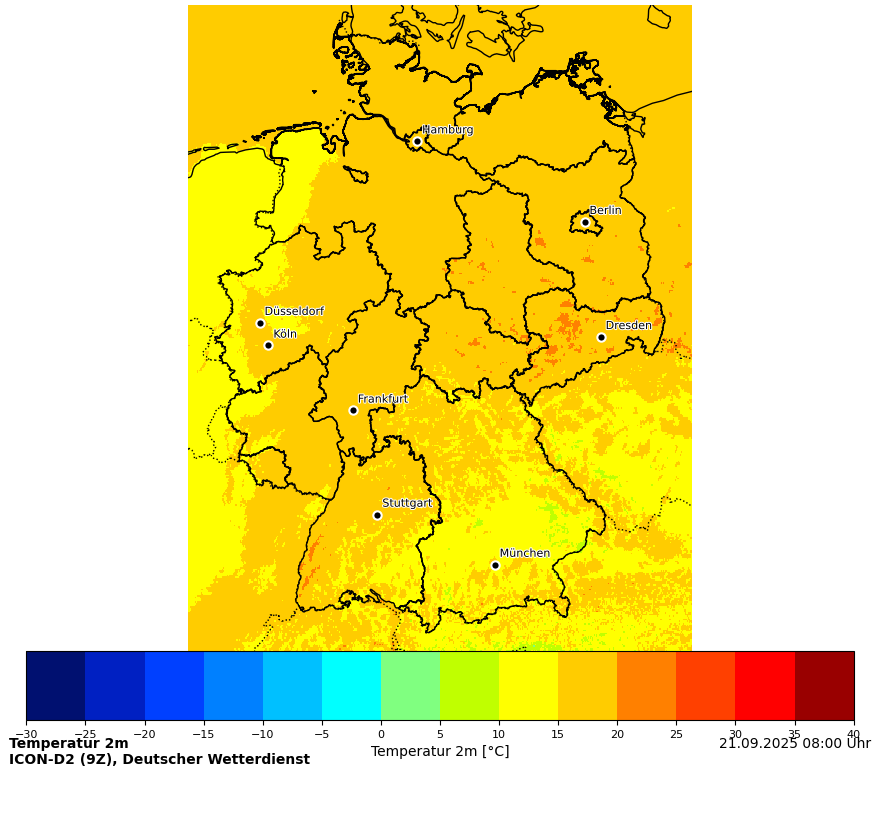 Hamburg
Berlin
Düsseldorf
Dresden
Köln
Frankfurt
Stuttgart
München
−30 −25 −20 −15 −10 −5 0 5 10 15 20 25 30 35 40
Temperatur 2m
21.09.2025 08:00 Uhr
Temperatur 2m [°C]
ICON-D2 (9Z), Deutscher Wetterdienst